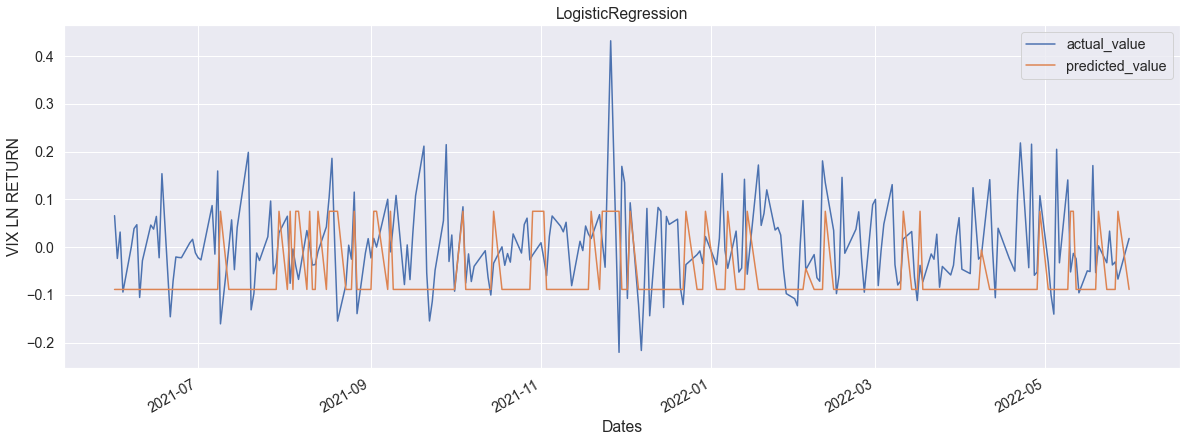 LogisticRegression
actual_value
predicted_value
VIX LN RETURN
0.4
0.3
0.2
0.1
0.0
−0.1
−0.2
2021-07
2021-09
2021-11
2022-01
2022-03
2022-05
Dates